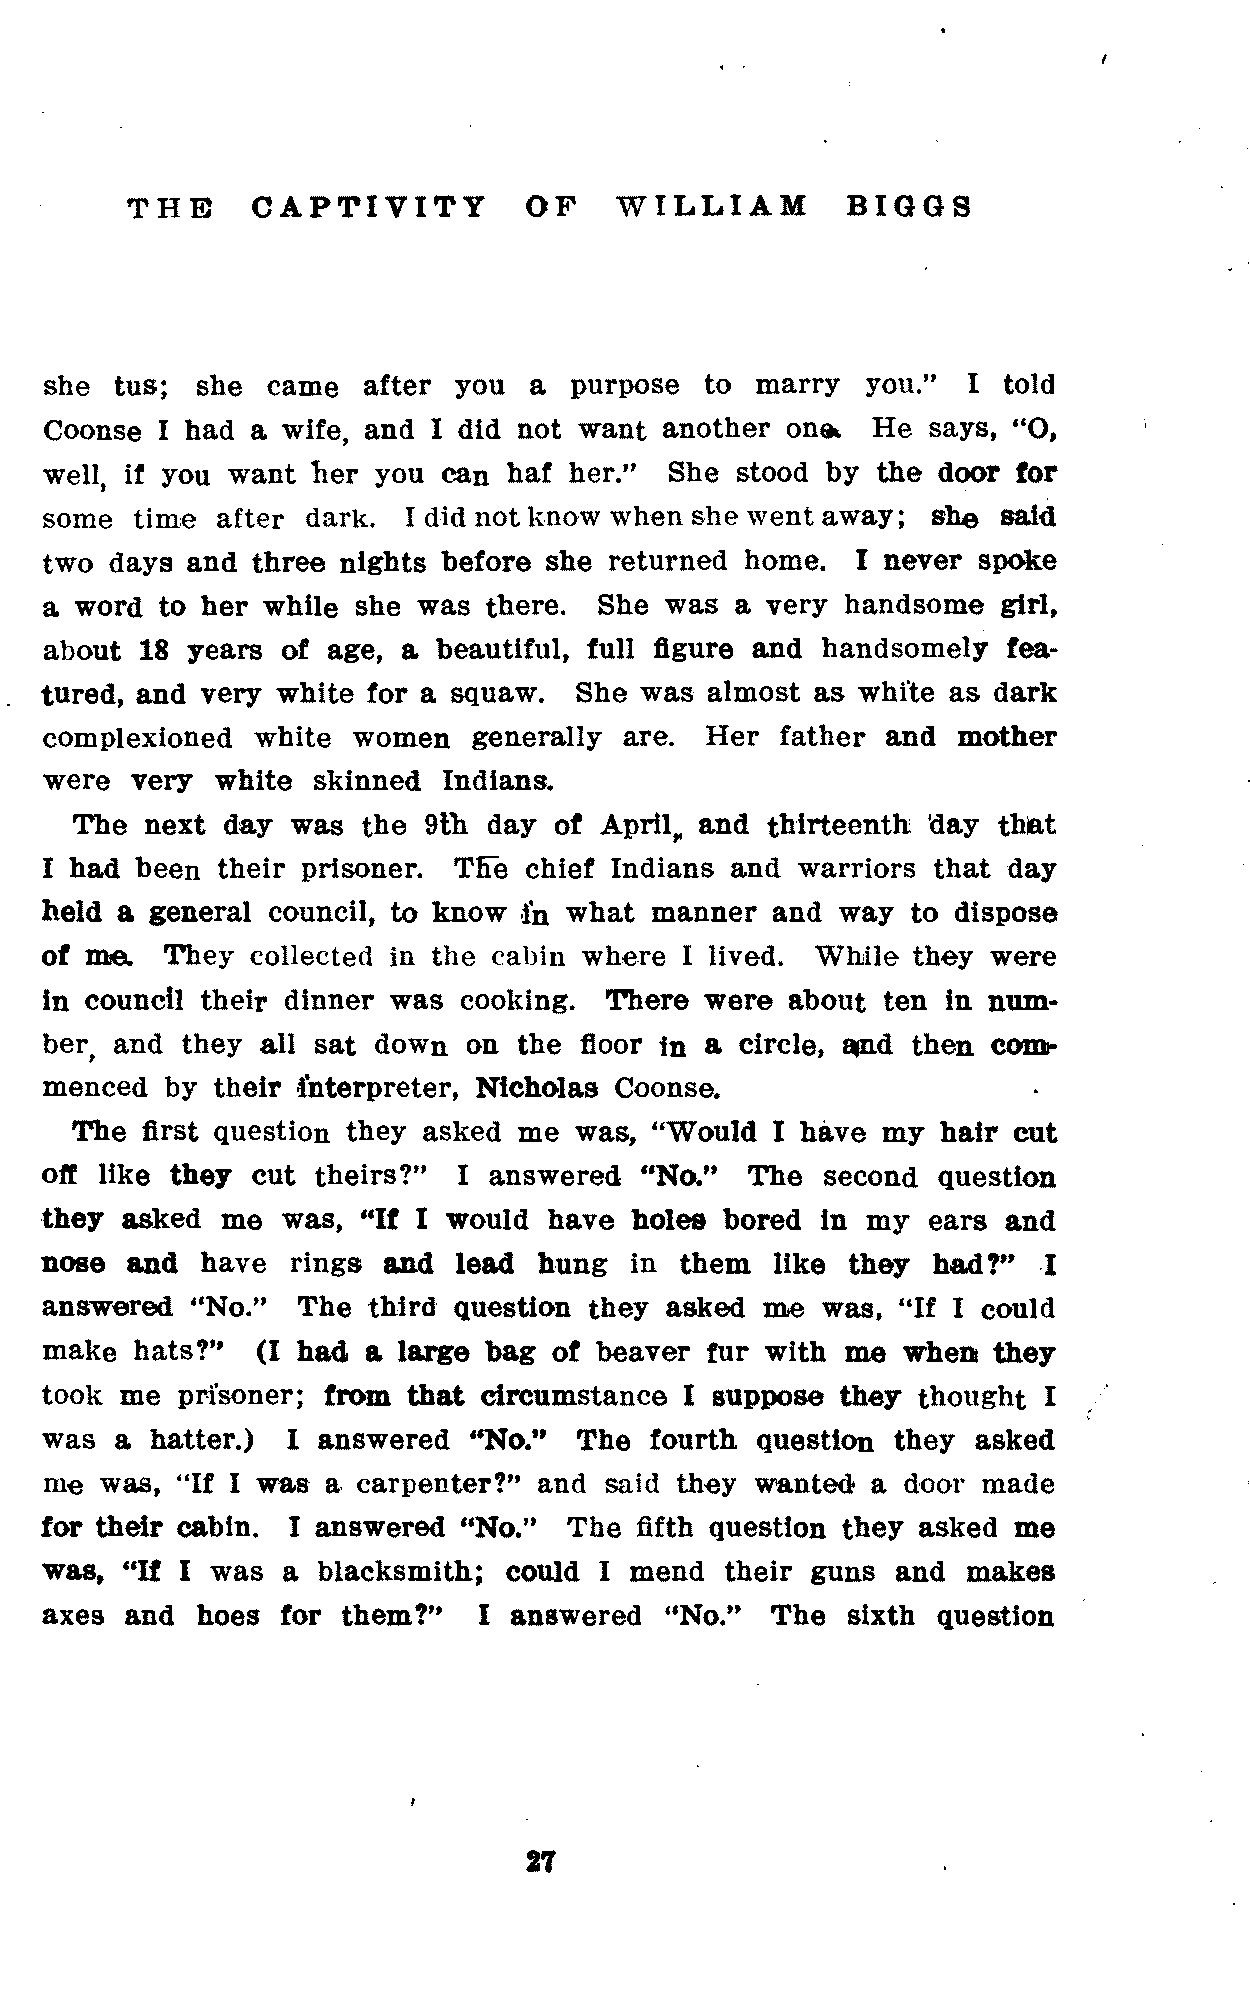 THE CAPTIVITY OF WILLIAM BIGGS
she tus; she came after you a purpose to marry you." I told
Coonse I had a wife, and I did not want another one. He says, "O,
well, if you want her you can haf her." She stood by the door for
some time after dark. I did not know when she went away; she said
two days and three nights before she returned home. I never spoke
a word to her while she was there. She was a very handsome girl,
about 18 years of age, a beautiful, full figure and handsomely fea-
tured, and very white for a squaw. She was almost as white as dark
complexioned white women generally are. Her father and mother
were very white skinned Indians.
The next day was the 9th day of April, and thirteenth day that
I had been their prisoner. The chief Indians and warriors that day
held a general council, to know in what manner and way to dispose
of me. They collected in the cabin where I lived. While they were
in council their dinner was cooking. There were about ten in num-
ber, and they all sat down on the floor in a circle, and then com-
menced by their interpreter, Nicholas Coonse.
The first question they asked me was, "Would I have my hair cut
off like they cut theirs?" I answered "No." The second question
they asked me was, "If I would have holes bored in my ears and
nose and have rings and lead hung in them like they had?" I
answered "No." The third question they asked me was, "If I could
make hats?" (I had a large bag of beaver fur with me when they
took me prisoner; from that circumstance I suppose they thought I
was a hatter.) I answered "No." The fourth question they asked
me was, "If I was a carpenter?" and said they wanted a door made
for their cabin. I answered "No." The fifth question they asked me
was, "If I was a blacksmith; could I mend their guns and makes
axes and hoes for them?" I answered "No." The sixth question
27